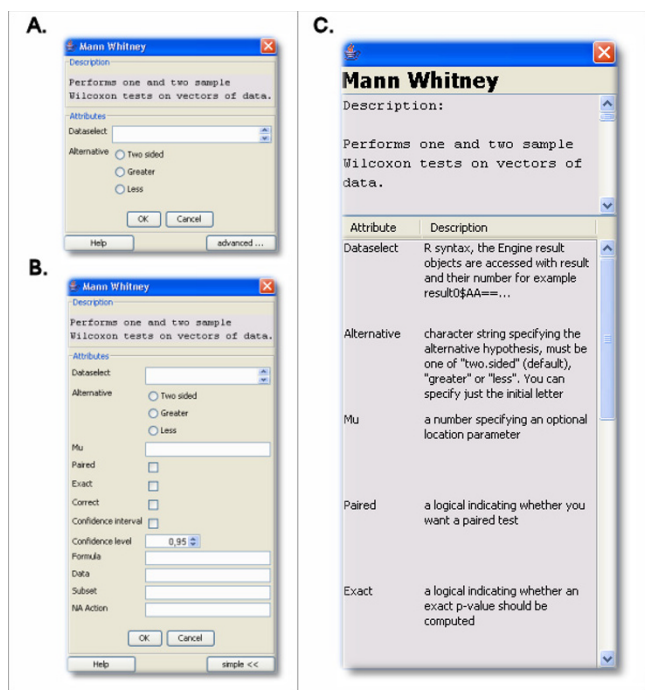 A.
Mann Whitney
Description
Performs one and two sample
Wilcoxon tests on vectors of data.
Attributes
Dataselect
Alternative
Two sided
Greater
Less
OK Cancel
Help advanced ...
B.
Mann Whitney
Description
Performs one and two sample
Wilcoxon tests on vectors of data.
Attributes
Dataselect
Alternative
Two sided
Greater
Less
Mu
Paired
Exact
Correct
Confidence interval
Confidence level 0,95
Formula
Data
Subset
NA Action
OK Cancel
Help simple <<
C.
Mann Whitney
Description:
Performs one and two sample
Wilcoxon tests on vectors of
data.
Attribute Description
Dataselect R syntax, the Engine result
objects are accessed with result
and their number for example
result0$AA==...
Alternative character string specifying the
alternative hypothesis, must be
one of "two.sided" (default),
"greater" or "less". You can
specify just the initial letter
Mu a number specifying an optional
location parameter
Paired a logical indicating whether you
want a paired test
Exact a logical indicating whether an
exact p-value should be
computed